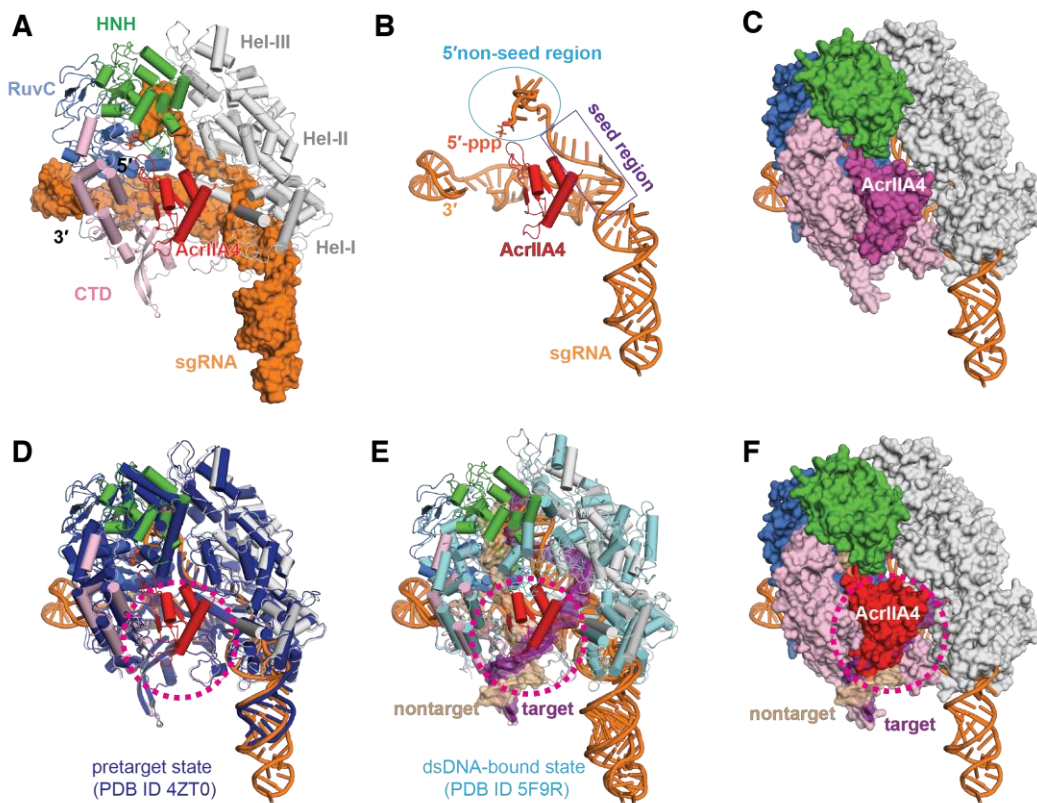 A
HNH
Hel-III
RuvC
Hel-II
5′
3′
AcrIIA4
Hel-I
CTD
sgRNA
B
5′non-seed region
5′-ppp
seed region
3′
AcrIIA4
sgRNA
C
AcrIIA4
D
pretarget state
(PDB ID 4ZT0)
E
nontarget target
dsDNA-bound state
(PDB ID 5F9R)
F
AcrIIA4
nontarget
target